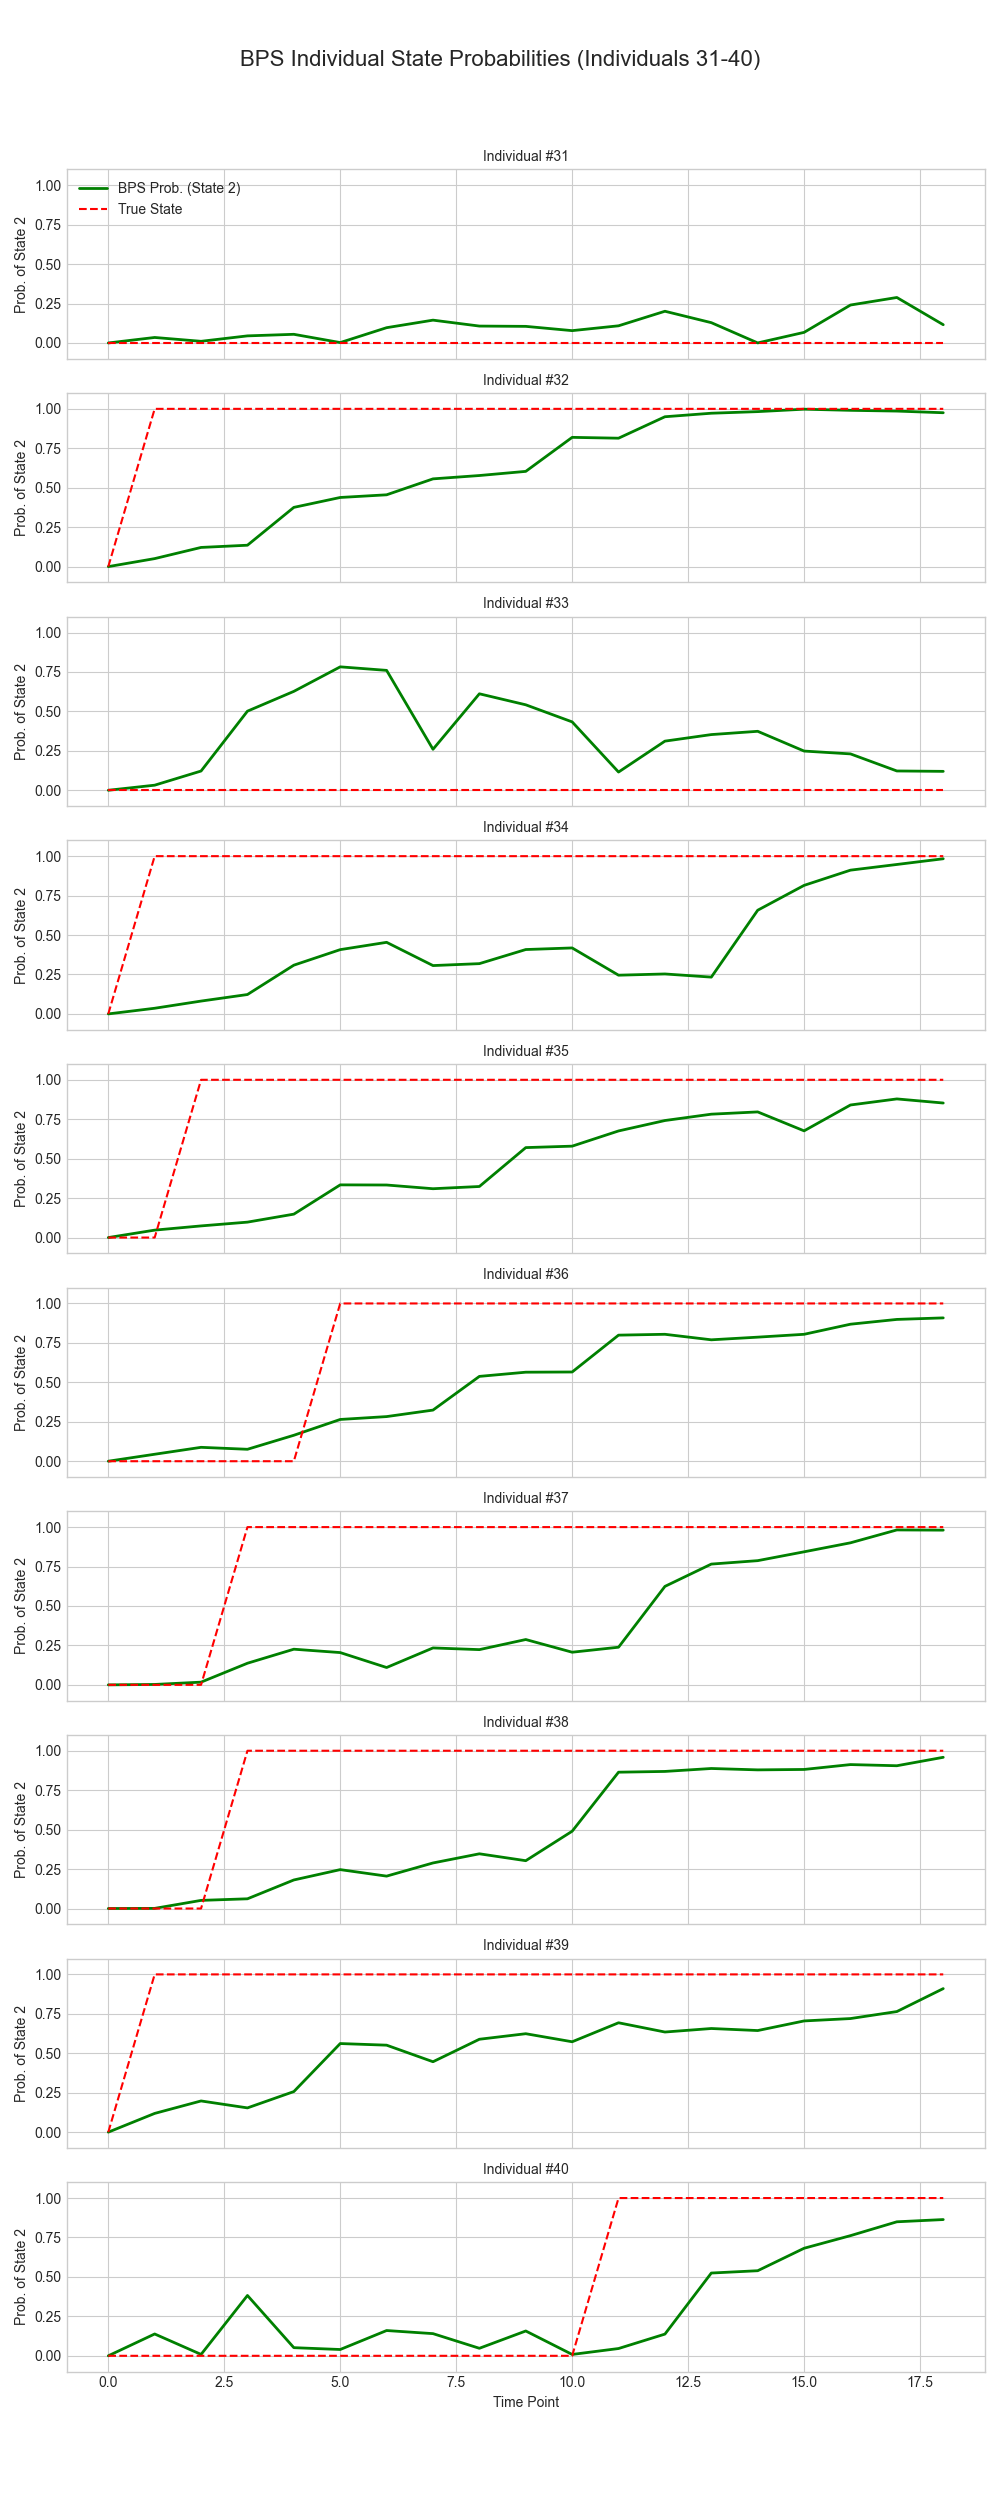 BPS Individual State Probabilities (Individuals 31-40)
Individual #31
BPS Prob. (State 2)
True State
1.00
0.75
0.50
0.25
0.00
Prob. of State 2
Individual #32
1.00
0.75
0.50
0.25
0.00
Prob. of State 2
Individual #33
1.00
0.75
0.50
0.25
0.00
Prob. of State 2
Individual #34
1.00
0.75
0.50
0.25
0.00
Prob. of State 2
Individual #35
1.00
0.75
0.50
0.25
0.00
Prob. of State 2
Individual #36
1.00
0.75
0.50
0.25
0.00
Prob. of State 2
Individual #37
1.00
0.75
0.50
0.25
0.00
Prob. of State 2
Individual #38
1.00
0.75
0.50
0.25
0.00
Prob. of State 2
Individual #39
1.00
0.75
0.50
0.25
0.00
Prob. of State 2
Individual #40
1.00
0.75
0.50
0.25
0.00
Prob. of State 2
0.0 2.5 5.0 7.5 10.0 12.5 15.0 17.5
Time Point